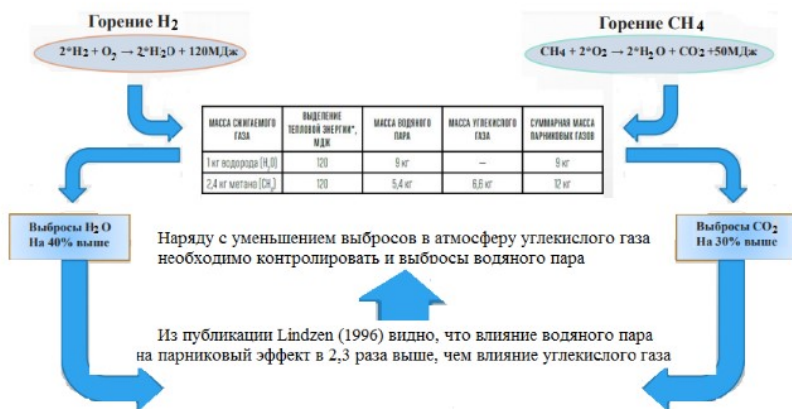 Горение H2
Горение CH4
2*H2 + O2 → 2*H2O + 120МДж
CH4 + 2*O2 → 2*H2O + CO2 +50МДж
МАССА СЖИГАЕМОГО ГАЗА
ВЫДЕЛЕНИЕ ТЕПЛОВОЙ ЭНЕРГИИ*, МДЖ
МАССА ВОДЯНОГО ПАРА
МАССА УГЛЕКИСЛОГО ГАЗА
СУММАРНАЯ МАССА ПАРНИКОВЫХ ГАЗОВ
1 кг водорода (H2O) 120 9 кг – 9 кг
2,4 кг метана (CH4) 120 5,4 кг 6,6 кг 12 кг
Выбросы H2O
На 40% выше
Выбросы CO2
На 30% выше
Наряду с уменьшением выбросов в атмосферу углекислого газа
необходимо контролировать и выбросы водяного пара
Из публикации Lindzen (1996) видно, что влияние водяного пара
на парниковый эффект в 2,3 раза выше, чем влияние углекислого газа